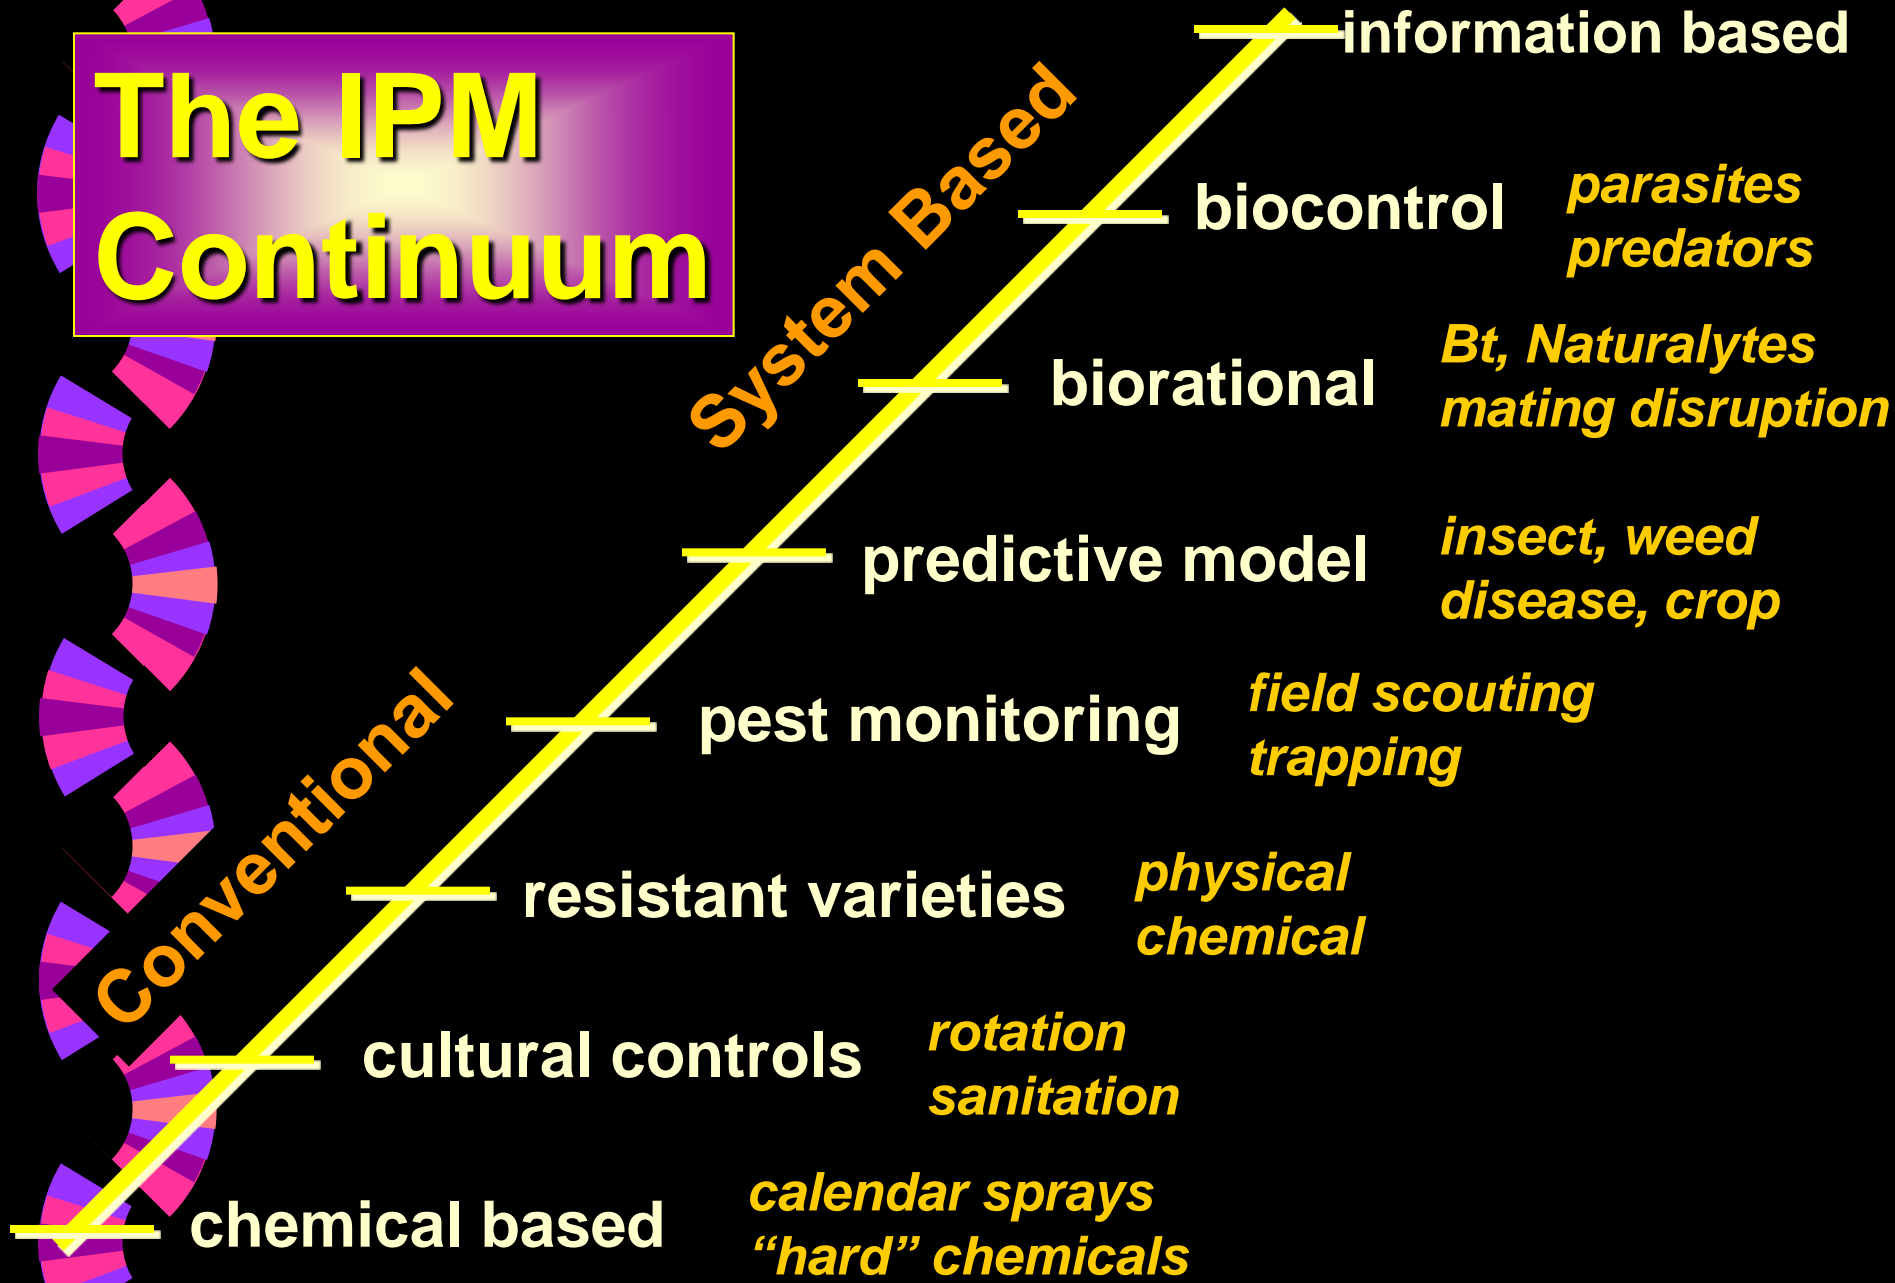 The IPM
Continuum
information based
System Based
biocontrol
parasites
predators
biorational
Bt, Naturalytes
mating disruption
predictive model
insect, weed
disease, crop
pest monitoring
field scouting
trapping
Conventional
resistant varieties
physical
chemical
cultural controls
rotation
sanitation
chemical based
calendar sprays
“hard” chemicals